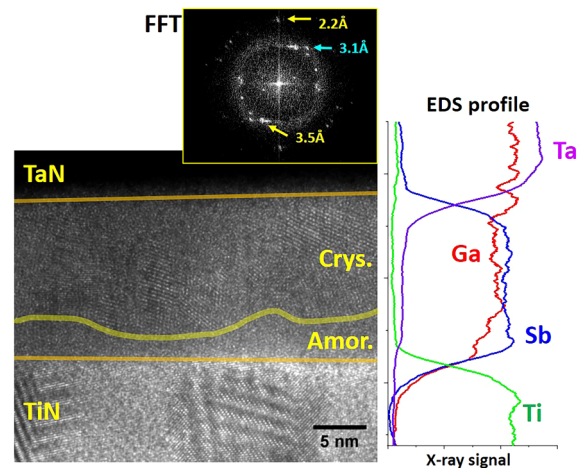 FFT
2.2Å
3.1Å
3.5Å
EDS profile
TaN
Ta
Crys.
Ga
Amor.
Sb
TiN
Ti
5 nm
X-ray signal